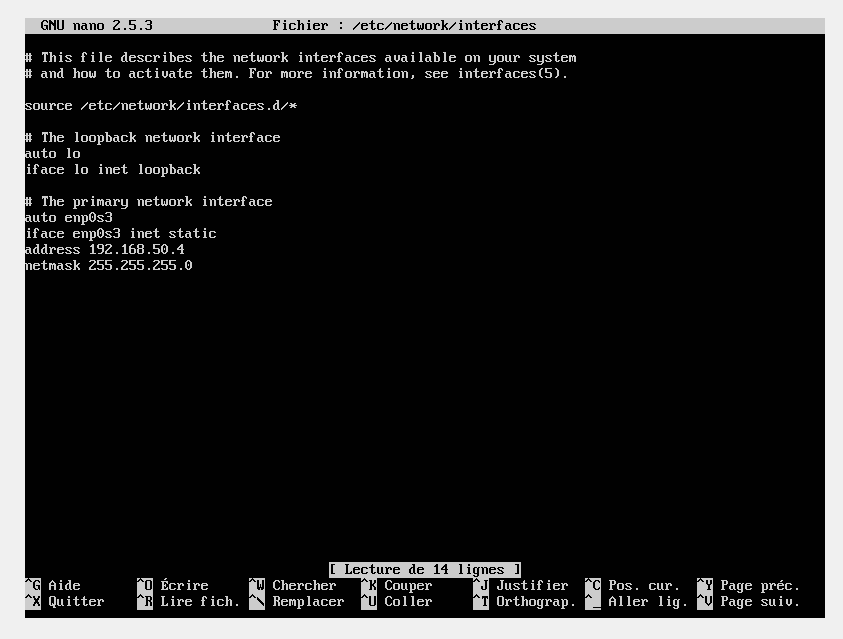 GNU nano 2.5.3 Fichier : /etc/network/interfaces
# This file describes the network interfaces available on your system
# and how to activate them. For more information, see interfaces(5).
source /etc/network/interfaces.d/*
# The loopback network interface
auto lo
iface lo inet loopback
# The primary network interface
auto enp0s3
iface enp0s3 inet static
address 192.168.50.4
netmask 255.255.255.0
[ Lecture de 14 lignes ]
^G Aide ^O Écrire ^W Chercher ^K Couper ^J Justifier ^C Pos. cur. ^Y Page préc.
^X Quitter ^R Lire fich. ^\ Remplacer ^U Coller ^T Orthograp. ^_ Aller lig. ^V Page suiv.